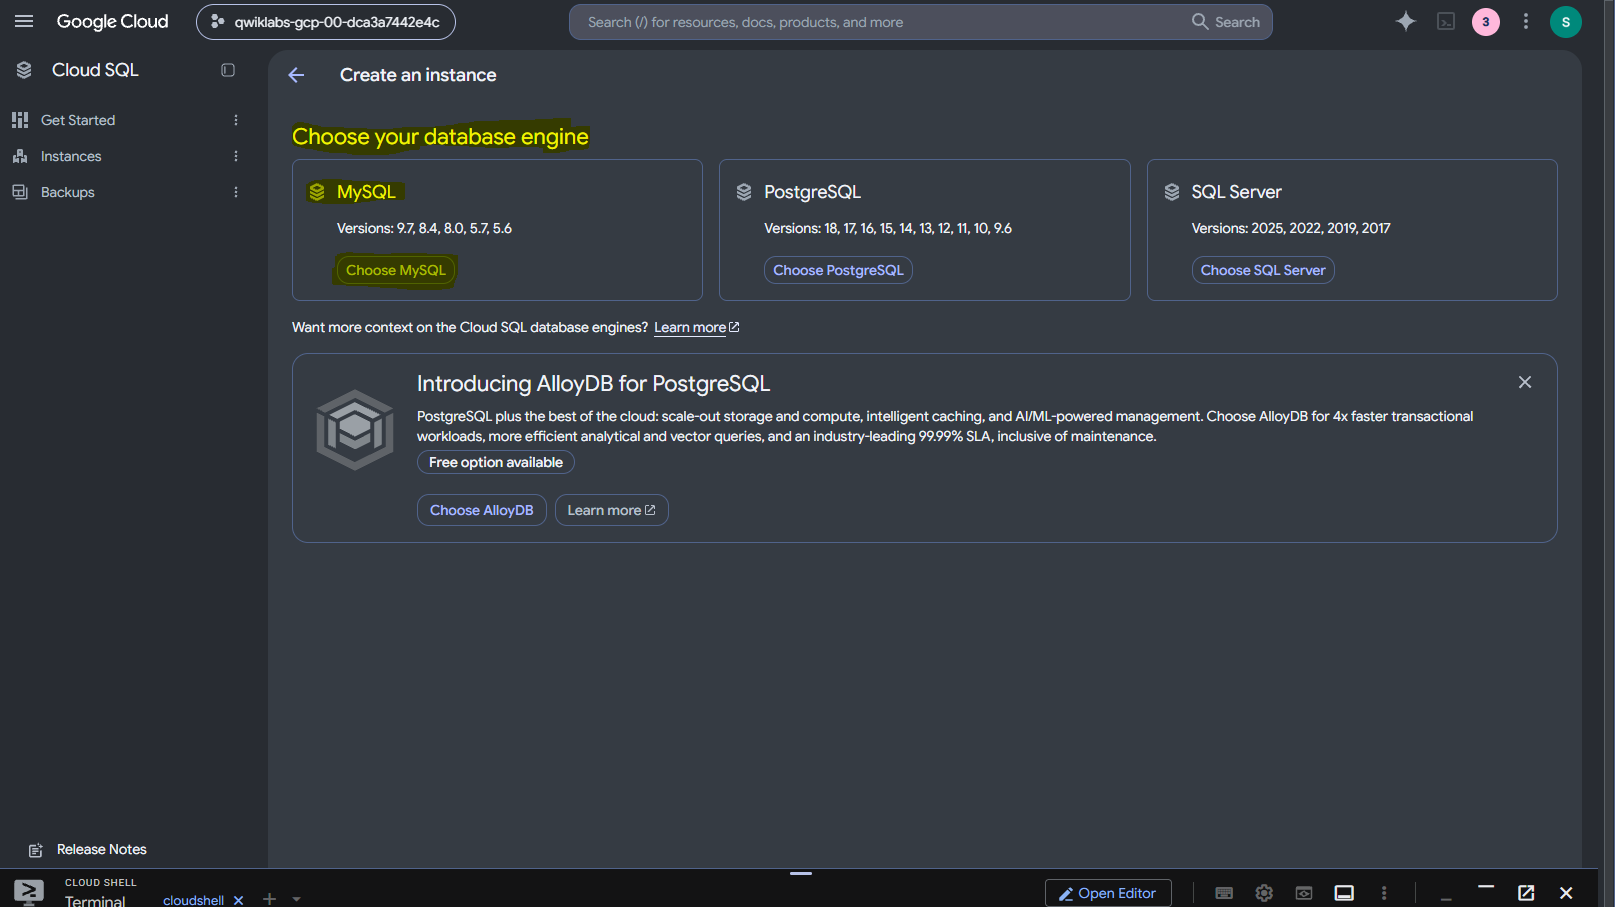 Google Cloud
qwiklabs-gcp-00-dca3a7442e4c
Search (/) for resources, docs, products, and more
Search
3
S
Cloud SQL
Get Started
Instances
Backups
Release Notes
Create an instance
Choose your database engine
MySQL
Versions: 9.7, 8.4, 8.0, 5.7, 5.6
Choose MySQL
PostgreSQL
Versions: 18, 17, 16, 15, 14, 13, 12, 11, 10, 9.6
Choose PostgreSQL
SQL Server
Versions: 2025, 2022, 2019, 2017
Choose SQL Server
Want more context on the Cloud SQL database engines? Learn more
Introducing AlloyDB for PostgreSQL
PostgreSQL plus the best of the cloud: scale-out storage and compute, intelligent caching, and AI/ML-powered management. Choose AlloyDB for 4x faster transactional
workloads, more efficient analytical and vector queries, and an industry-leading 99.99% SLA, inclusive of maintenance.
Free option available
Choose AlloyDB
Learn more
CLOUD SHELL
Terminal
cloudshell
Open Editor